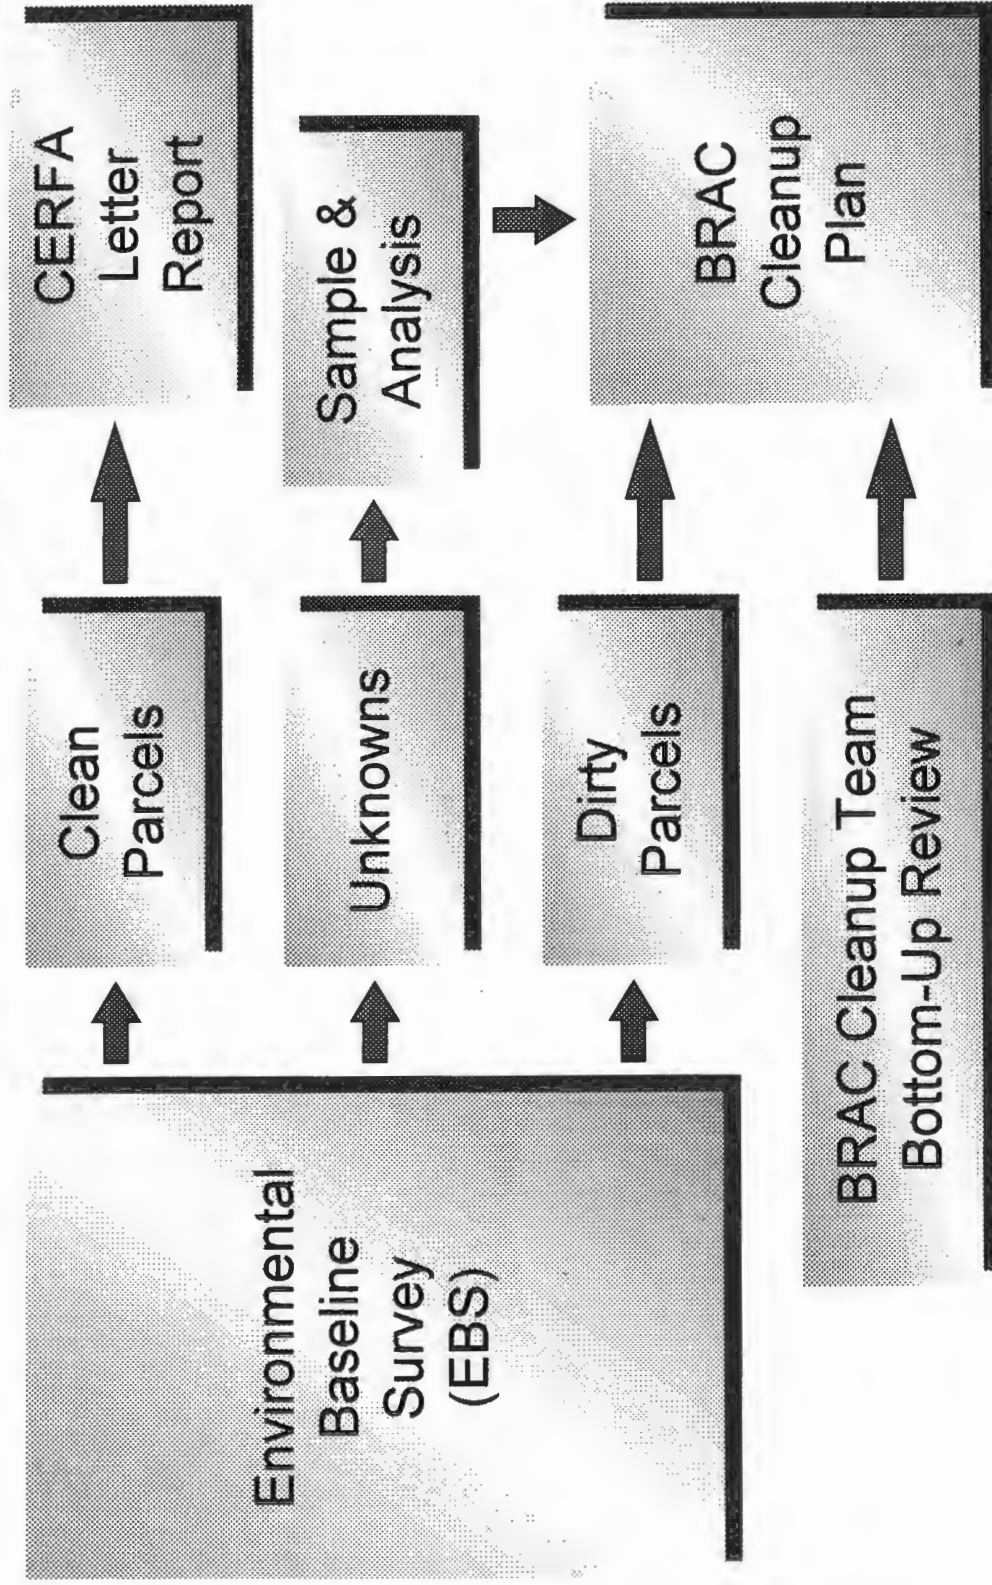 Environmental
Baseline
Survey
(EBS)
Clean
Parcels
Unknowns
Dirty
Parcels
BRAC Cleanup Team
Bottom-Up Review
CERFA
Letter
Report
Sample &
Analysis
BRAC
Cleanup
Plan